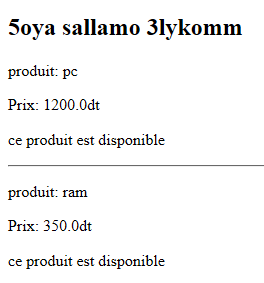 5oya sallamo 3lykomm
produit: pc
Prix: 1200.0dt
ce produit est disponible
produit: ram
Prix: 350.0dt
ce produit est disponible